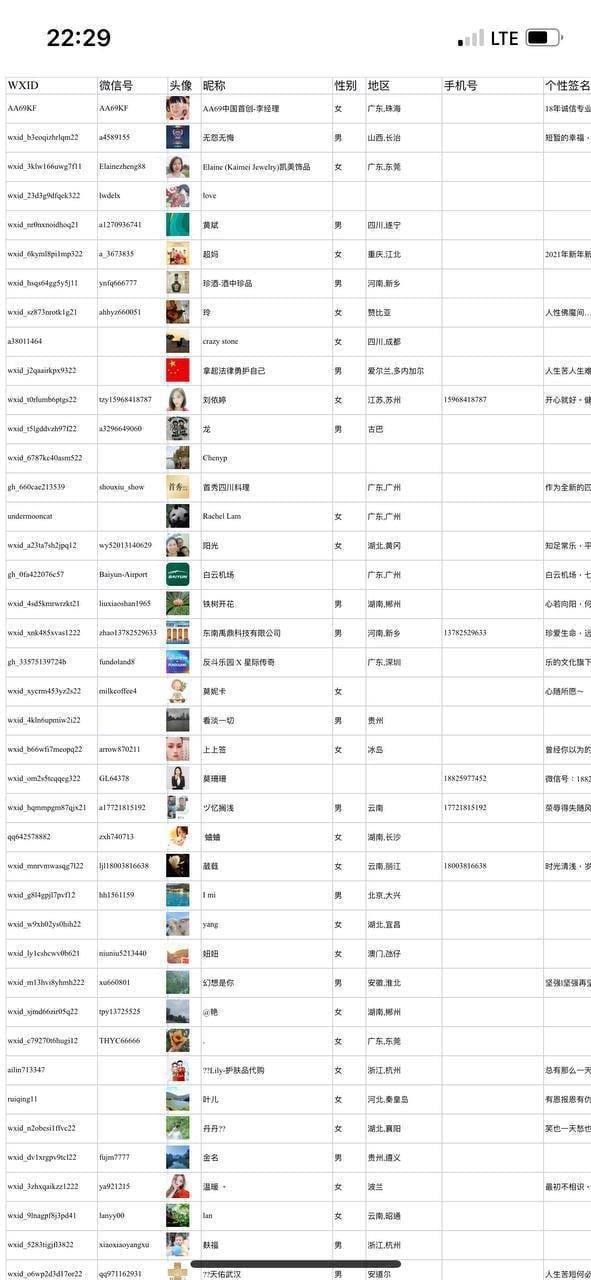 22:29 LTE
WXID 微信号 头像 昵称 性别 地区 手机号 个性签名
AA69KF AA69KF AA69中国首创-李经理 女 广东,珠海 18年诚信专业
wxid_b3eoqizhrlqm22 a4589155 无怨无悔 男 山西,长治 短暂的幸福、
wxid_3klw166uwg7f11 Elainezheng88 Elaine (Kaimei Jewelry)凯美饰品 女 广东,东莞
wxid_23d3g9dfqek322 lwdelx love
wxid_nr0nxnoidhoq21 a1270936741 黄斌 男 四川,遂宁
wxid_6kyml8pi1mp322 a_3673835 超妈 女 重庆,江北 2021年新年新
wxid_hsqs64gg5y5j11 ynfq666777 珍酒-酒中珍品 男 河南,新乡
wxid_sz873nrotk1g21 ahhyz660051 玲 女 赞比亚 人性佛魔间…
a38011464 crazy stone 女 四川,成都
wxid_j2qaairkpx9322 拿起法律勇护自己 男 爱尔兰,多内加尔 人生苦人生难
wxid_t0rlumb6ptgs22 tzy15968418787 刘依婷 女 江苏,苏州 15968418787 开心就好。健
wxid_t5lgddvzh97f22 a3296649060 龙 男 古巴
wxid_6787kc40asm522 Chenyp
gh_660cae213539 shouxiu_show 首秀 首秀四川料理 广东,广州 作为全新的四
undermooncat Rachel Lam 女 广东,广州
wxid_a23ta7sh2jpq12 wy52013140629 阳光 女 湖北,黄冈 知足常乐·平
gh_0fa422076c57 Baiyun-Airport BAIYUN 白云机场 广东,广州 白云机场·七
wxid_4sd5kmrwrzkt21 liuxiaoshan1965 铁树开花 男 湖南,郴州 心若向阳·何
wxid_xnk485xvas1222 zhao13782529633 东南禹鼎科技有限公司 男 河南,新乡 13782529633 珍爱生命·远
gh_33575139724b fundoland8 反斗乐园 X 星际传奇 广东,深圳 乐的文化旗下
wxid_xycrm453yz2s22 milkcoffee4 莫妮卡 女 心随所愿～
wxid_4kln6upmiw2i22 看淡一切 男 贵州
wxid_b66wfi7meopq22 arrow870211 上上签 女 冰岛 曾经你以为的
wxid_om2s5tcqqeg322 GL64378 莫珊珊 18825977452 微信号：1882
wxid_hqmmpgm87qjx21 a17721815192 ヅ忆搁浅 男 云南 17721815192 荣辱得失随风
qq642578882 zxh740713 蛐蛐 女 湖南,长沙
wxid_mnrvmwasqg7l22 ljl18003816638 女 云南,丽江 18003816638 时光清浅·岁
wxid_g8l4gpjl7pvf12 hh1561159 I mi 男 北京,大兴
wxid_w9xh02ys0hih22 yang 女 湖北,宜昌
wxid_ly1cshcwv0b621 niuniu5213440 妞妞 女 澳门,氹仔
wxid_m13hvi8yhmh222 xu660801 幻想是你 男 安徽,淮北 坚强!坚强再坚
wxid_sjmd66zir05q22 tpy13725525 @艳 女 湖南,郴州
wxid_c79270t6hugi12 THYC66666 . 女 广东,东莞
ailin713347 ??Lily-护肤品代购 女 浙江,杭州 总有那么一天
ruiqing11 叶儿 女 河北,秦皇岛 有恩报恩有仇
wxid_n2obcsi1ffvc22 丹丹?? 女 湖北,襄阳 笑也一天愁也
wxid_dv1xrgpv9tcl22 fujm7777 金名 男 贵州,遵义
wxid_3zhxqaikzz1222 ya921215 温暖 。 女 波兰 最初不相识·
wxid_9lnagpf8j3pd41 lanyy00 lan 女 云南,昭通
wxid_5283tigjfl3822 xiaoxiaoyangxu 麸福 男 浙江,杭州
wxid_o6wp2d3d17or22 qq971162931 ??天佑武汉 男 安道尔 人生苦短何必